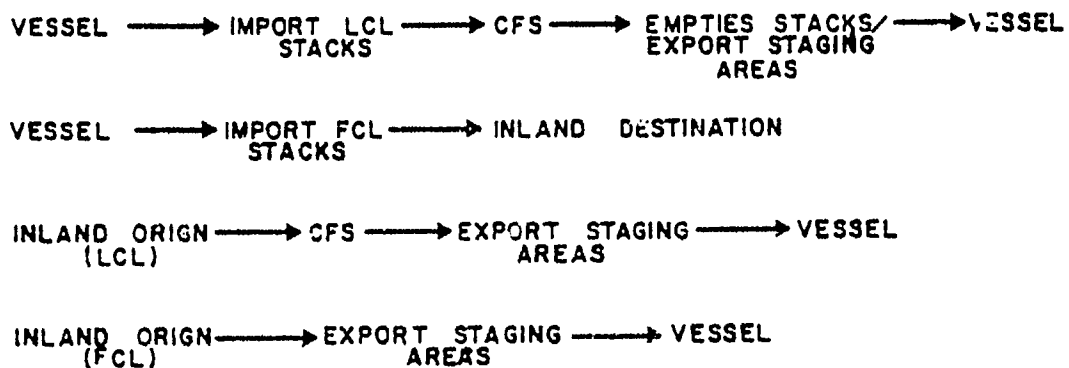 VESSEL → IMPORT LCL → CFS → EMPTIES STACKS/ → VESSEL
STACKS EXPORT STAGING
AREAS
VESSEL → IMPORT FCL → INLAND DESTINATION
STACKS
INLAND ORIGN → CFS → EXPORT STAGING → VESSEL
(LCL) AREAS
INLAND ORIGN → EXPORT STAGING → VESSEL
(FCL) AREAS